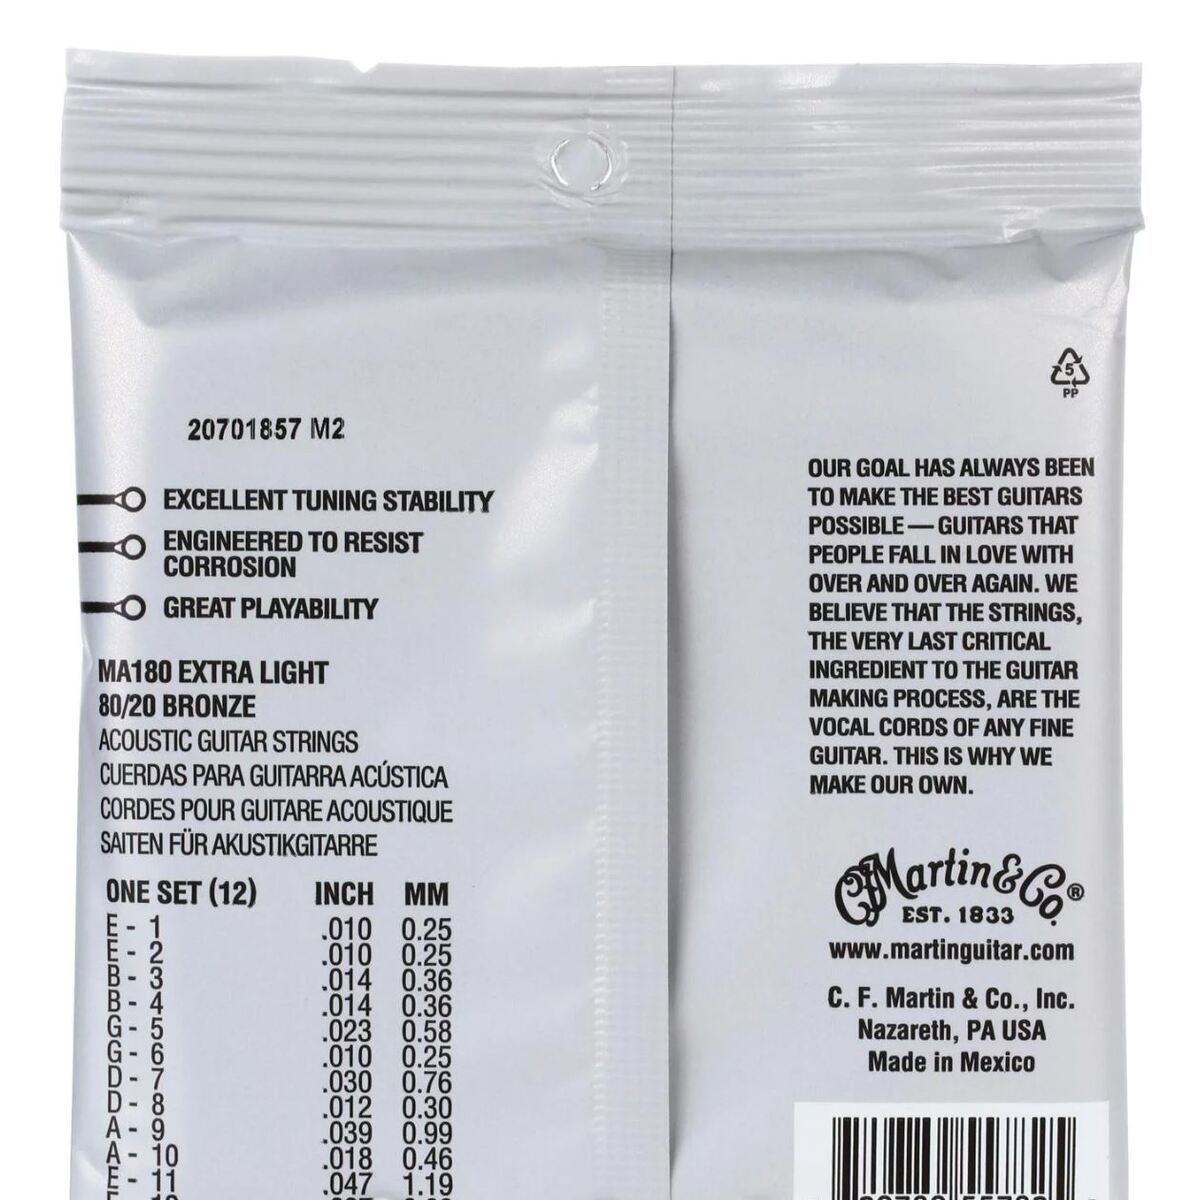 5
PP
20701857 M2
EXCELLENT TUNING STABILITY
ENGINEERED TO RESIST
CORROSION
GREAT PLAYABILITY
MA180 EXTRA LIGHT
80/20 BRONZE
ACOUSTIC GUITAR STRINGS
CUERDAS PARA GUITARRA ACÚSTICA
CORDES POUR GUITARE ACOUSTIQUE
SAITEN FÜR AKUSTIKGITARRE
ONE SET (12) INCH MM
E - 1 .010 0.25
E - 2 .010 0.25
B - 3 .014 0.36
B - 4 .014 0.36
G - 5 .023 0.58
G - 6 .010 0.25
D - 7 .030 0.76
D - 8 .012 0.30
A - 9 .039 0.99
A - 10 .018 0.46
E - 11 .047 1.19
OUR GOAL HAS ALWAYS BEEN
TO MAKE THE BEST GUITARS
POSSIBLE — GUITARS THAT
PEOPLE FALL IN LOVE WITH
OVER AND OVER AGAIN. WE
BELIEVE THAT THE STRINGS,
THE VERY LAST CRITICAL
INGREDIENT TO THE GUITAR
MAKING PROCESS, ARE THE
VOCAL CORDS OF ANY FINE
GUITAR. THIS IS WHY WE
MAKE OUR OWN.
CF Martin & Co.®
EST. 1833
www.martinguitar.com
C. F. Martin & Co., Inc.
Nazareth, PA USA
Made in Mexico